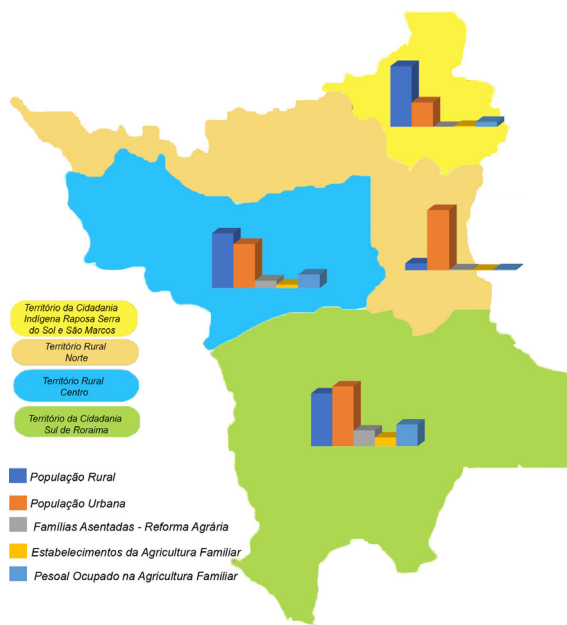 Território da Cidadania
Indígena Raposa Serra
do Sol e São Marcos
Território Rural
Norte
Território Rural
Centro
Território da Cidadania
Sul de Roraima
População Rural
População Urbana
Famílias Asentadas - Reforma Agrária
Estabelecimentos da Agricultura Familiar
Pesoal Ocupado na Agricultura Familiar